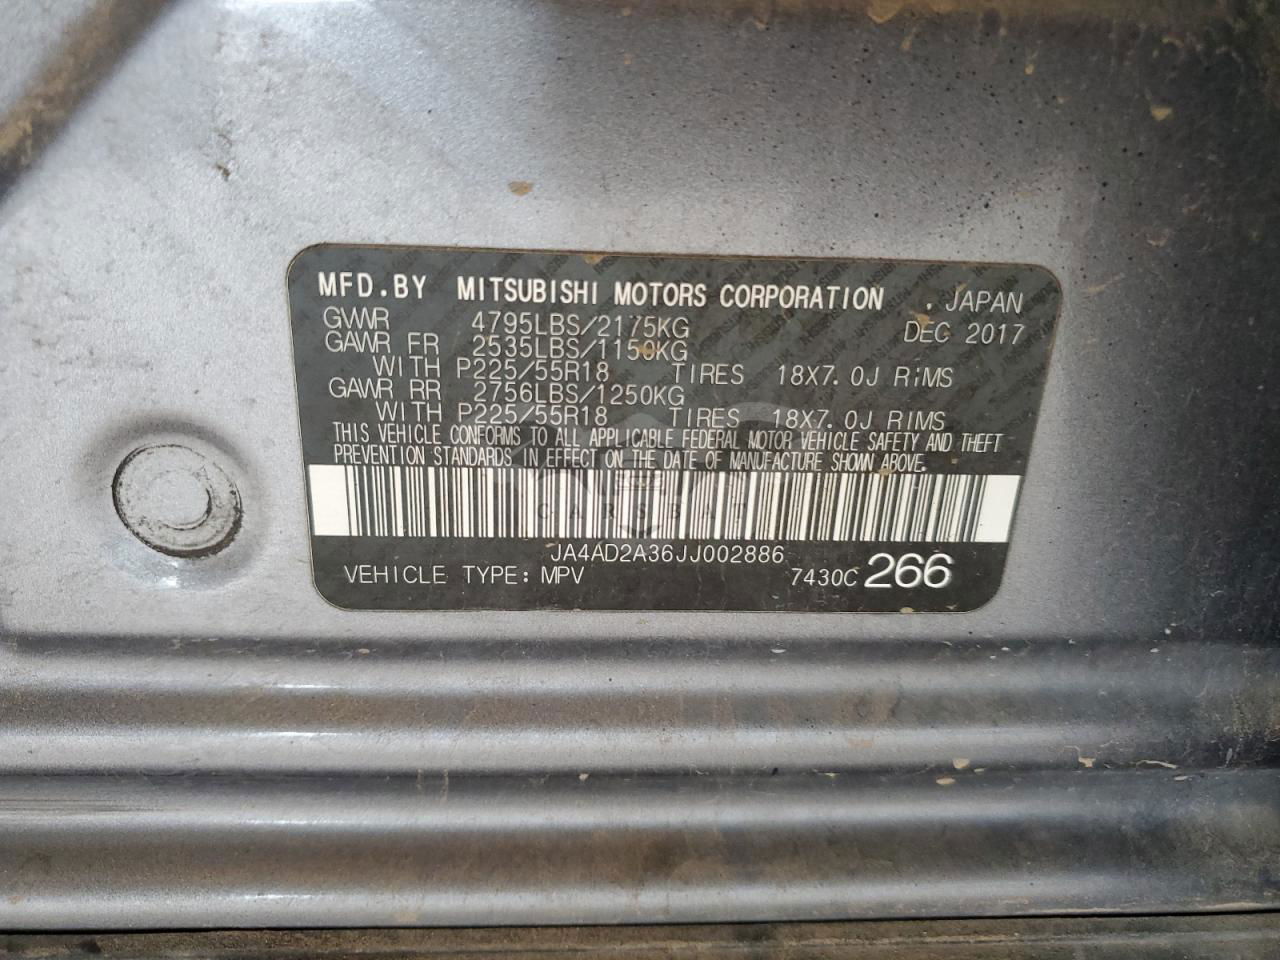 MFD.BY MITSUBISHI MOTORS CORPORATION , JAPAN
GVWR 4795LBS/2175KG DEC 2017
GAWR FR 2535LBS/1150KG
WITH P225/55R18 TIRES 18X7.0J RiMS
GAWR RR 2756LBS/1250KG
WITH P225/55R18 TIRES 18X7.0J RIMS
THIS VEHICLE CONFORMS TO ALL APPLICABLE FEDERAL MOTOR VEHICLE SAFETY AND THEFT
PREVENTION STANDARDS IN EFFECT ON THE DATE OF MANUFACTURE SHOWN ABOVE.
JA4AD2A36JJ002886
VEHICLE TYPE: MPV 7430C 266